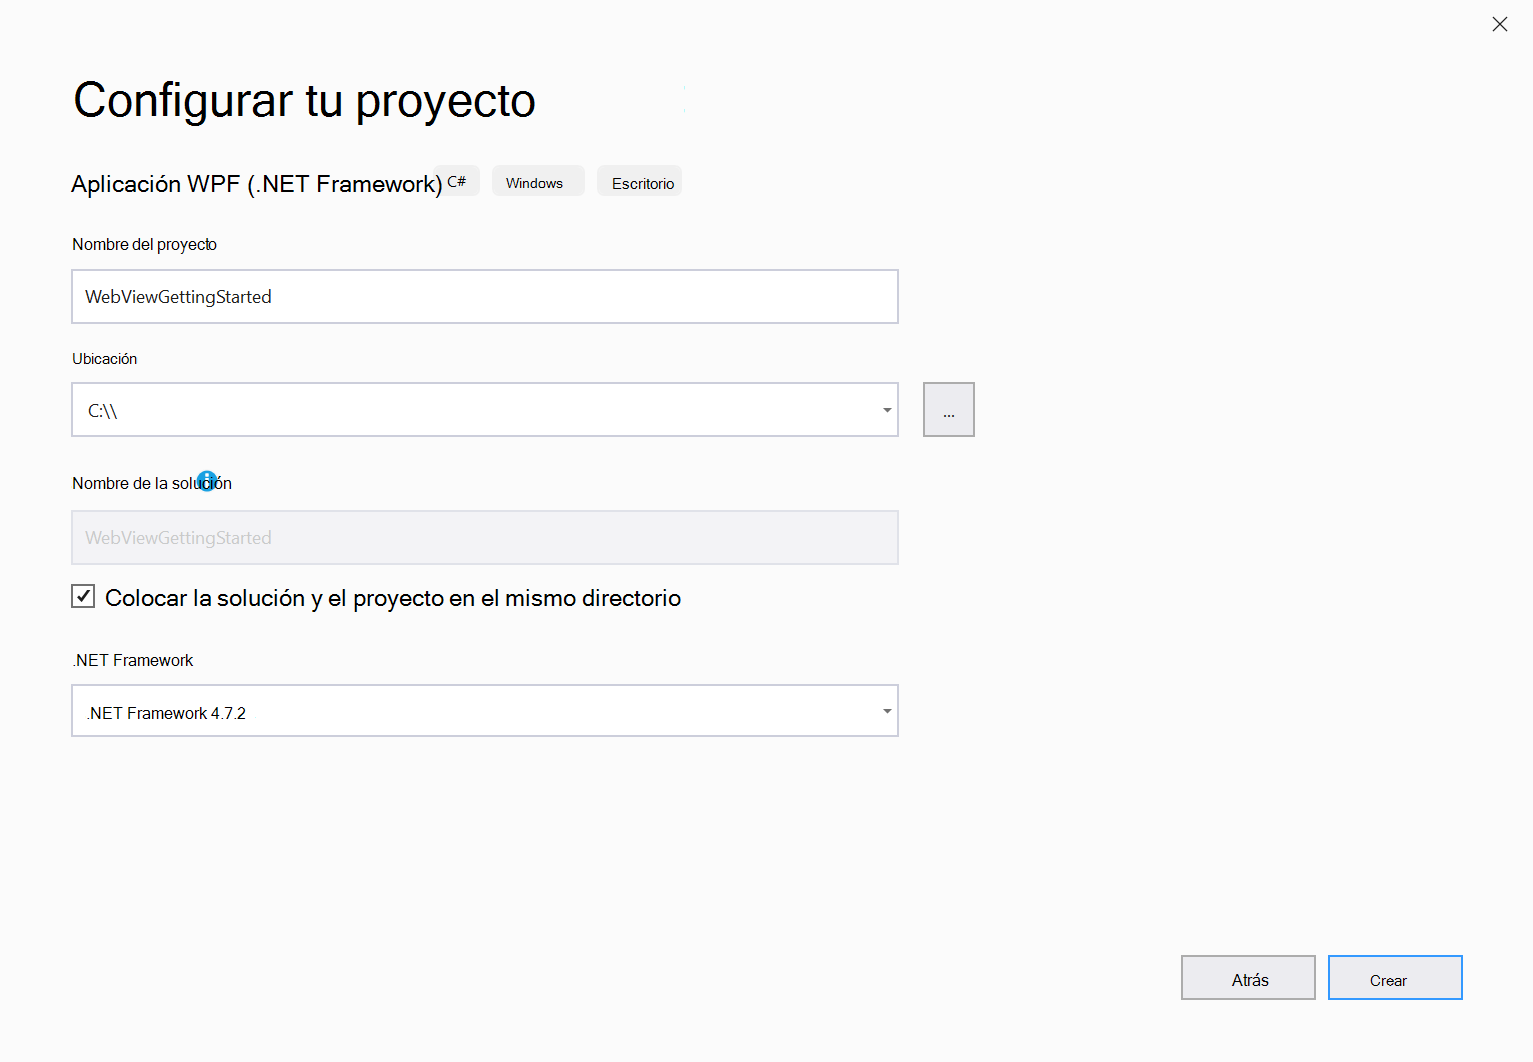 Configurar tu proyecto
Aplicación WPF (.NET Framework) C# Windows Escritorio
Nombre del proyecto
WebViewGettingStarted
Ubicación
C:\\
...
Nombre de la solución
WebViewGettingStarted
Colocar la solución y el proyecto en el mismo directorio
.NET Framework
.NET Framework 4.7.2
Atrás Crear